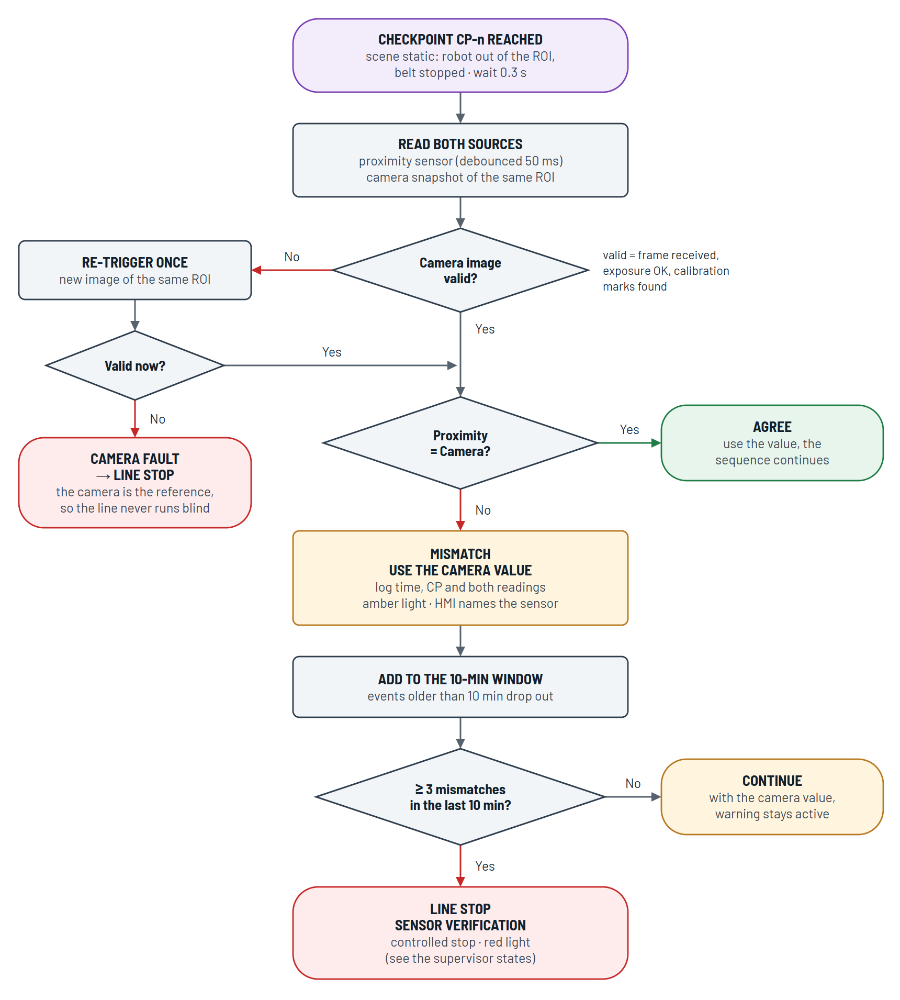 CHECKPOINT CP-n REACHED
scene static: robot out of the ROI,
belt stopped · wait 0.3 s
READ BOTH SOURCES
proximity sensor (debounced 50 ms)
camera snapshot of the same ROI
Camera image
valid?
valid = frame received,
exposure OK, calibration
marks found
No
RE-TRIGGER ONCE
new image of the same ROI
Yes
Valid now?
Yes
No
CAMERA FAULT
→ LINE STOP
the camera is the reference,
so the line never runs blind
Proximity
= Camera?
Yes
AGREE
use the value, the
sequence continues
No
MISMATCH
USE THE CAMERA VALUE
log time, CP and both readings
amber light · HMI names the sensor
ADD TO THE 10-MIN WINDOW
events older than 10 min drop out
≥ 3 mismatches
in the last 10 min?
No
CONTINUE
with the camera value,
warning stays active
Yes
LINE STOP
SENSOR VERIFICATION
controlled stop · red light
(see the supervisor states)